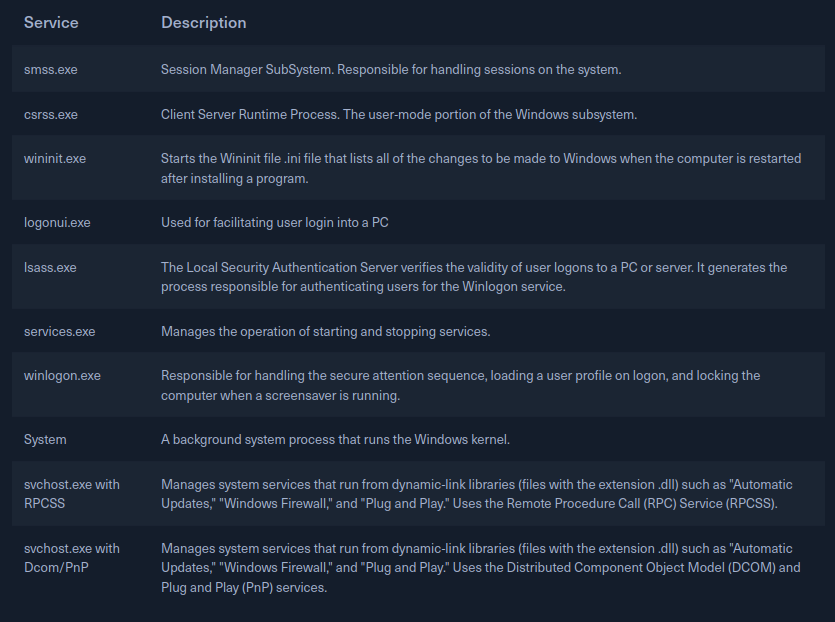 Service Description
smss.exe Session Manager SubSystem. Responsible for handling sessions on the system.
csrss.exe Client Server Runtime Process. The user-mode portion of the Windows subsystem.
wininit.exe Starts the Wininit file .ini file that lists all of the changes to be made to Windows when the computer is restarted
after installing a program.
logonui.exe Used for facilitating user login into a PC
lsass.exe The Local Security Authentication Server verifies the validity of user logons to a PC or server. It generates the
process responsible for authenticating users for the Winlogon service.
services.exe Manages the operation of starting and stopping services.
winlogon.exe Responsible for handling the secure attention sequence, loading a user profile on logon, and locking the
computer when a screensaver is running.
System A background system process that runs the Windows kernel.
svchost.exe with Manages system services that run from dynamic-link libraries (files with the extension .dll) such as "Automatic
RPCSS Updates," "Windows Firewall," and "Plug and Play." Uses the Remote Procedure Call (RPC) Service (RPCSS).
svchost.exe with Manages system services that run from dynamic-link libraries (files with the extension .dll) such as "Automatic
Dcom/PnP Updates," "Windows Firewall," and "Plug and Play." Uses the Distributed Component Object Model (DCOM) and
Plug and Play (PnP) services.